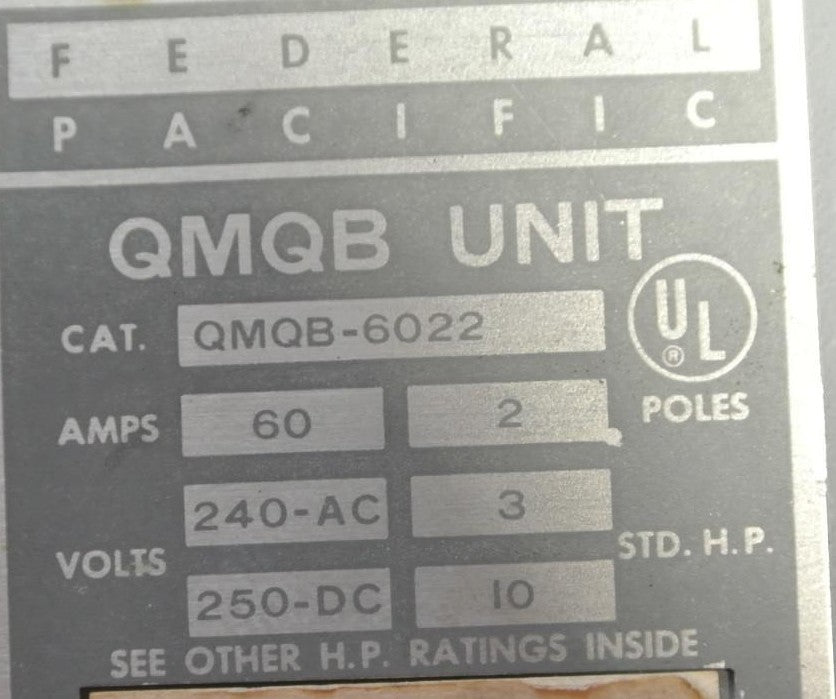 FEDERAL
PACIFIC
QMQB UNIT
CAT. QMQB-6022
UL ®
AMPS 60 2 POLES
VOLTS 240-AC 3 STD. H.P.
250-DC 10
SEE OTHER H.P. RATINGS INSIDE